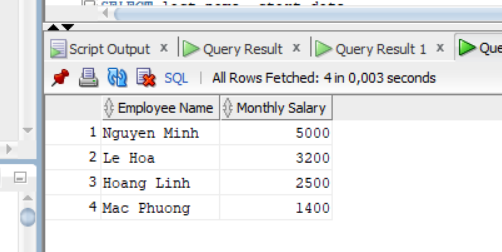 Script Output x Query Result x Query Result 1 x Que
SQL | All Rows Fetched: 4 in 0,003 seconds
Employee Name Monthly Salary
1 Nguyen Minh 5000
2 Le Hoa 3200
3 Hoang Linh 2500
4 Mac Phuong 1400